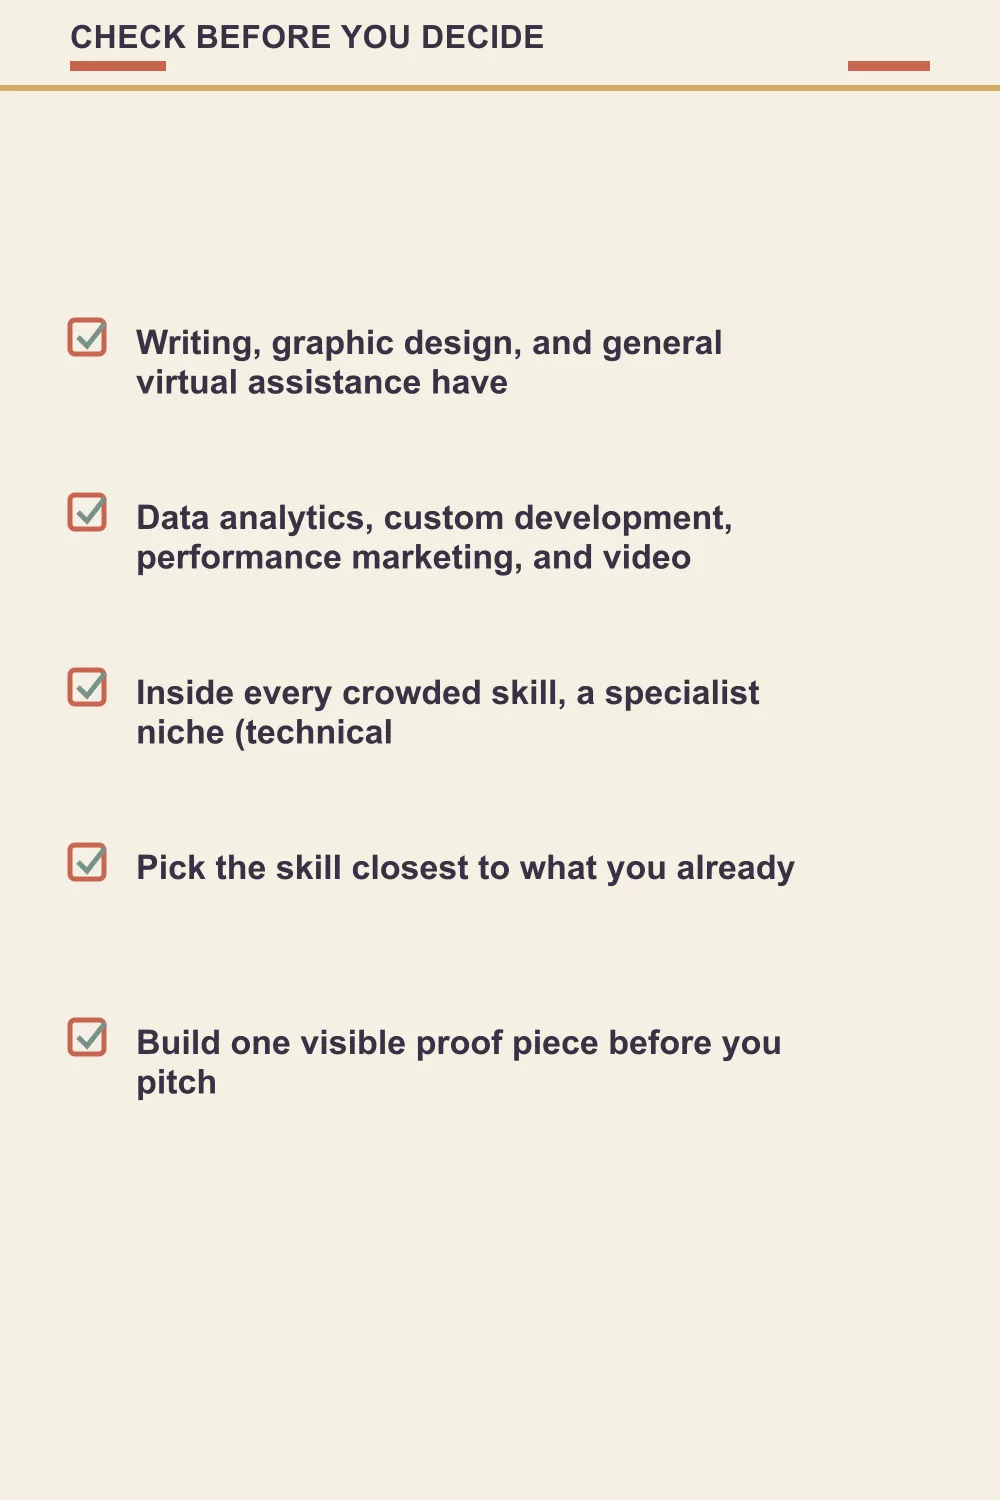 CHECK BEFORE YOU DECIDE
Writing, graphic design, and general
virtual assistance have
Data analytics, custom development,
performance marketing, and video
Inside every crowded skill, a specialist
niche (technical
Pick the skill closest to what you already
Build one visible proof piece before you
pitch